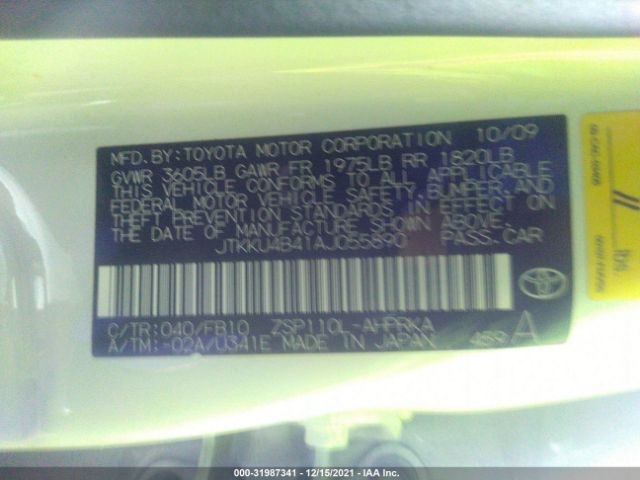 MFD.BY:TOYOTA MOTOR CORPORATION 10/09
GVWR 3605LB GAWR FR 1975LB RR 1820LB
THIS VEHICLE CONFORMS TO ALL APPLICABLE
FEDERAL MOTOR VEHICLE SAFETY, BUMPER, AND
THEFT PREVENTION STANDARDS IN EFFECT ON
THE DATE OF MANUFACTURE SHOWN ABOVE.
JTKKU4B41AJ055890 PASS.CAR
C/TR:040/FB10 ZSP110L-AHPRKA
A/TM:-02A/U341E MADE IN JAPAN 459 A
TOYOTA
000-31987341 - 12/15/2021 - IAA Inc.